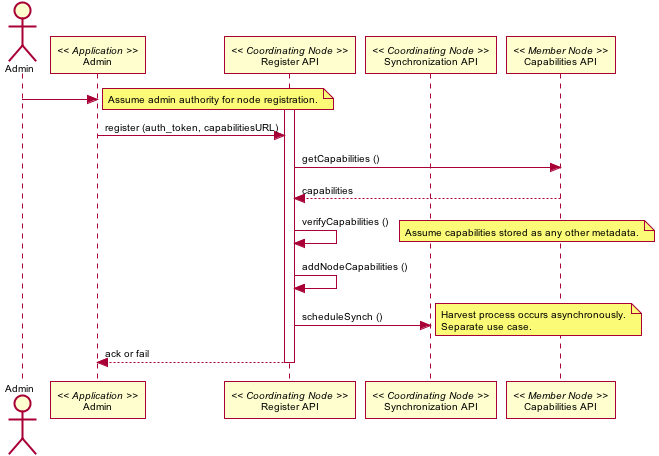 Admin
<< Application >>
Admin
<< Coordinating Node >>
Register API
<< Coordinating Node >>
Synchronization API
<< Member Node >>
Capabilities API
Assume admin authority for node registration.
register (auth_token, capabilitiesURL)
getCapabilities ()
capabilities
verifyCapabilities ()
Assume capabilities stored as any other metadata.
addNodeCapabilities ()
scheduleSynch ()
Harvest process occurs asynchronously.
Separate use case.
ack or fail
Admin
<< Application >>
Admin
<< Coordinating Node >>
Register API
<< Coordinating Node >>
Synchronization API
<< Member Node >>
Capabilities API